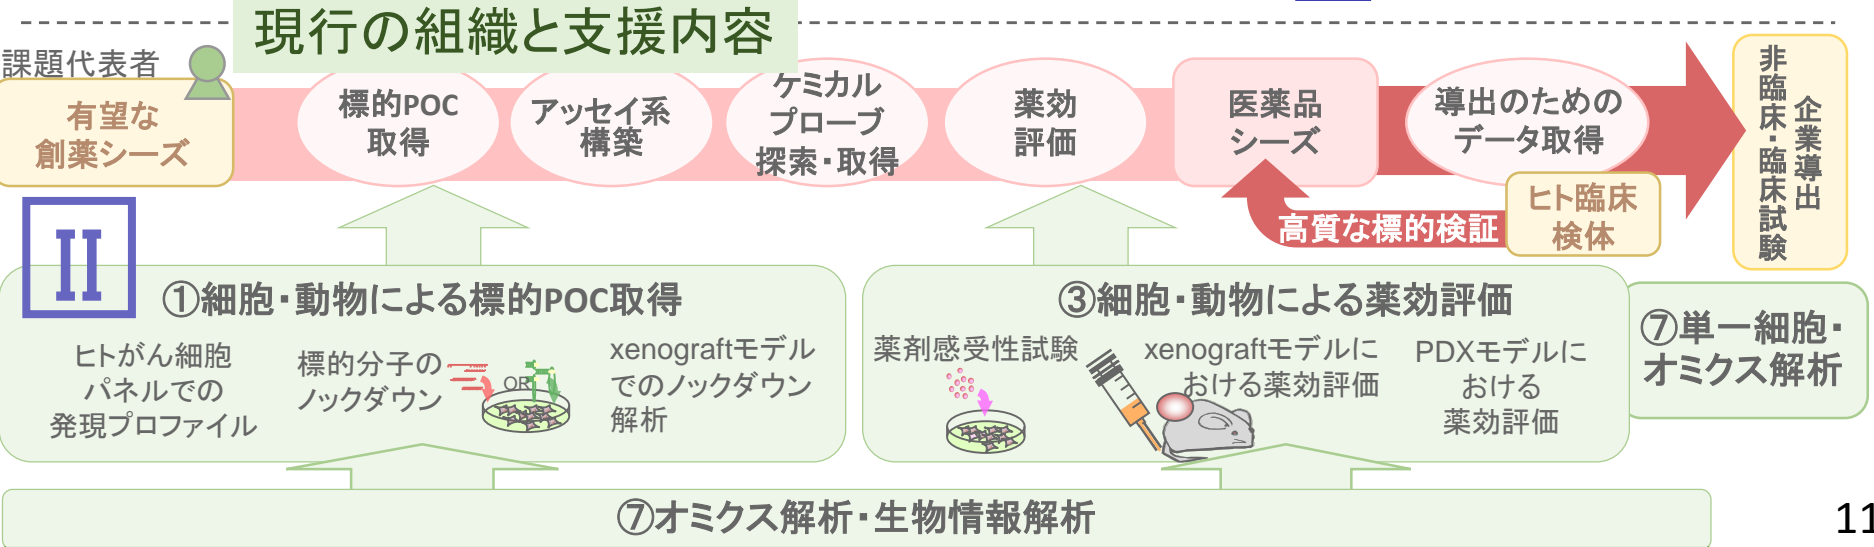 現行の組織と支援内容
課題代表者
有望な
創薬シーズ
標的POC
取得
アッセイ系
構築
ケミカル
プローブ
探索・取得
薬効
評価
医薬品
シーズ
導出のための
データ取得
ヒト臨床
検体
高質な標的検証
企業導出
非臨床・臨床試験
II
①細胞・動物による標的POC取得
ヒトがん細胞
パネルでの
発現プロファイル
標的分子の
ノックダウン
OR
xenograftモデル
でのノックダウン
解析
③細胞・動物による薬効評価
薬剤感受性試験
xenograftモデルに
おける薬効評価
PDXモデルに
おける
薬効評価
⑦単一細胞・
オミクス解析
⑦オミクス解析・生物情報解析
11